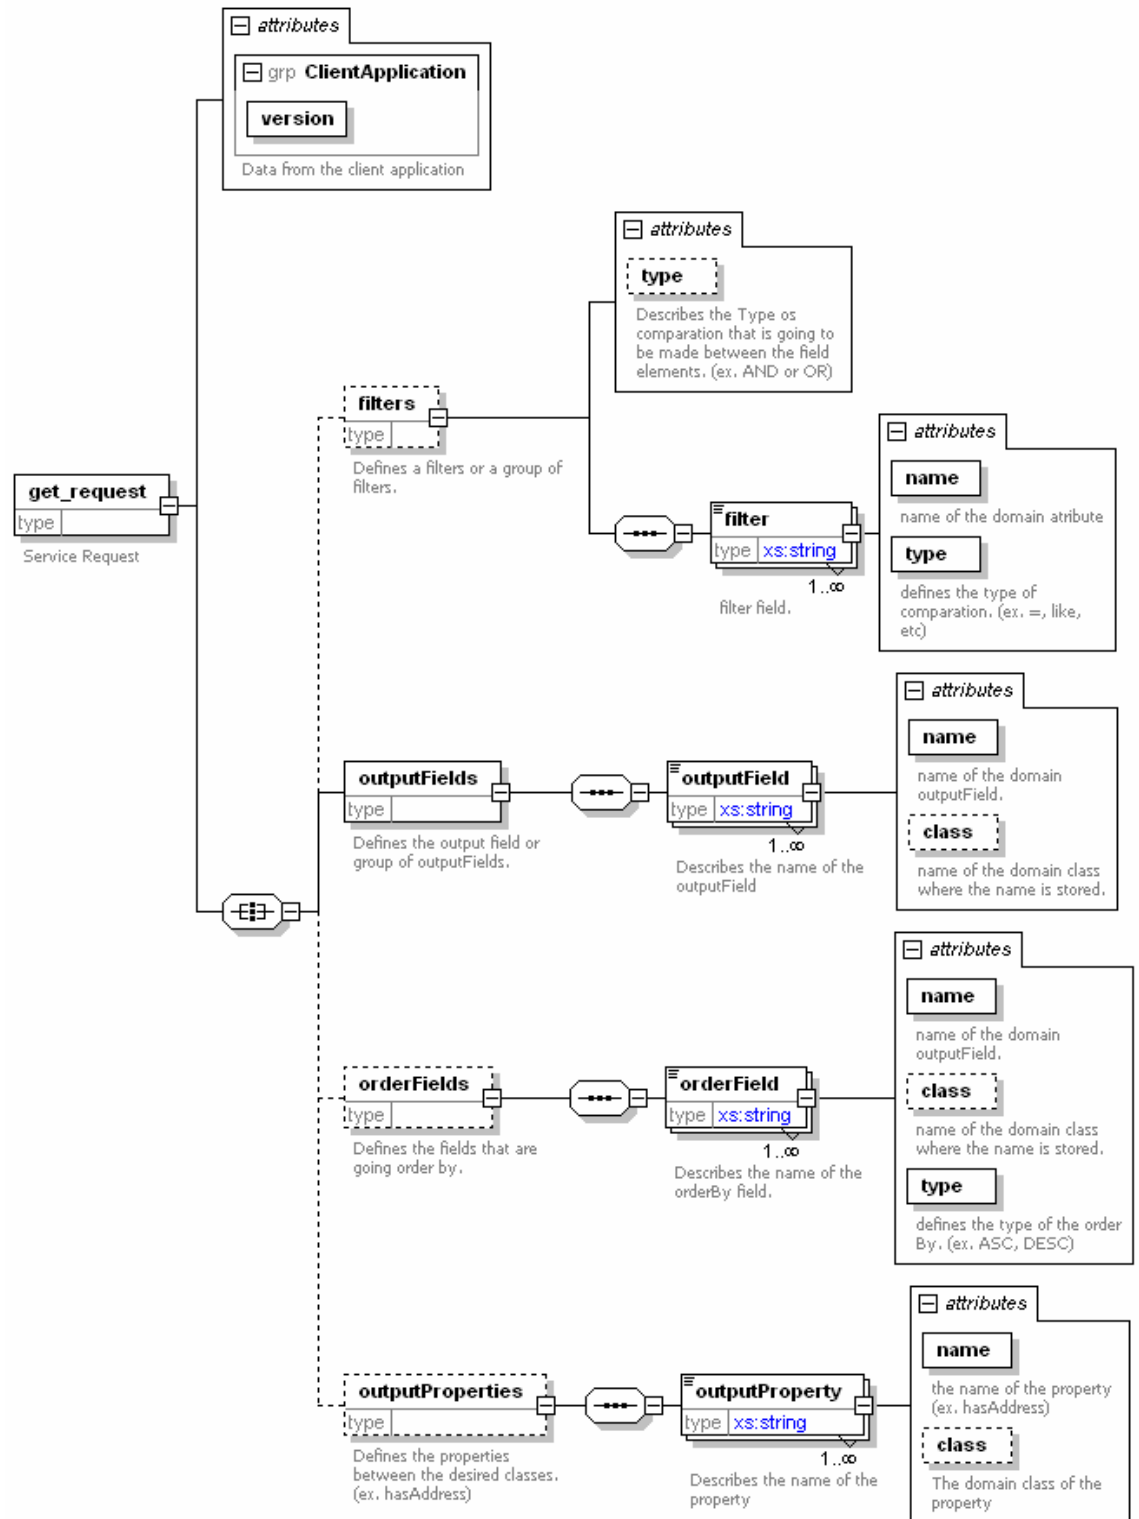 attributes
grp ClientApplication
version
Data from the client application
attributes
type
Describes the Type os
comparation that is going to
be made between the field
elements. (ex. AND or OR)
filters
type
Defines a filters or a group of
filters.
attributes
name
name of the domain atribute
type
defines the type of
comparation. (ex. =, like,
etc)
get_request
type
Service Request
filter
type xs:string
1..∞
filter field.
attributes
name
name of the domain
outputField.
class
name of the domain class
where the name is stored.
outputFields
type
Defines the output field or
group of outputFields.
outputField
type xs:string
1..∞
Describes the name of the
outputField
attributes
name
name of the domain
outputField.
class
name of the domain class
where the name is stored.
type
defines the type of the order
By. (ex. ASC, DESC)
orderFields
type
Defines the fields that are
going order by.
orderField
type xs:string
1..∞
Describes the name of the
orderBy field.
attributes
name
the name of the property
(ex. hasAddress)
class
The domain class of the
property
outputProperties
type
Defines the properties
between the desired classes.
(ex. hasAddress)
outputProperty
type xs:string
1..∞
Describes the name of the
property